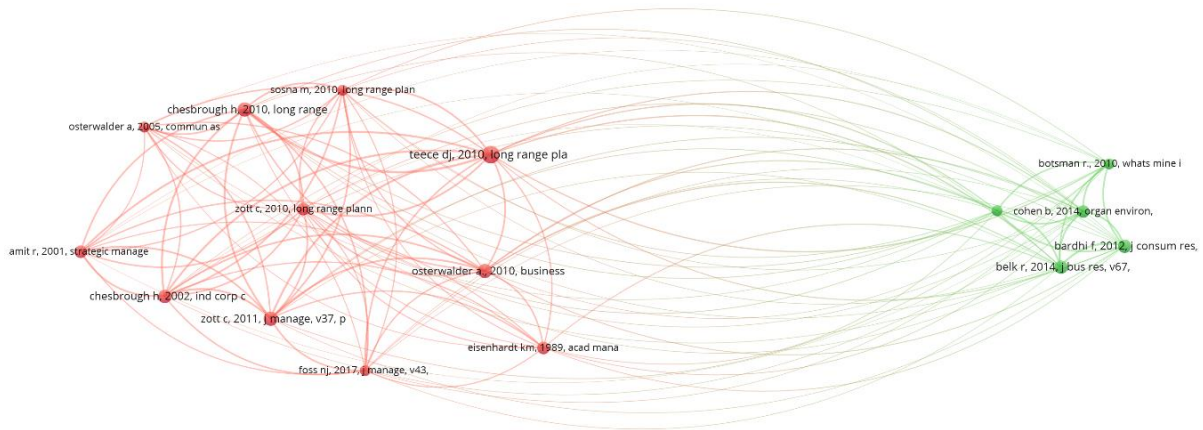 sosna m, 2010, long range plan
chesbrough h, 2010, long range
osterwalder a, 2005, commun as
teece dj, 2010, long range pla
botsman r., 2010, whats mine i
zott c, 2010, long range plann
cohen b, 2014, organ environ,
amit r, 2001, strategic manage
bardhi f, 2012, j consum res,
osterwalder a., 2010, business
belk r, 2014, j bus res, v67,
chesbrough h, 2002, ind corp c
zott c, 2011, j manage, v37, p
eisenhardt km, 1989, acad mana
foss nj, 2017, j manage, v43,